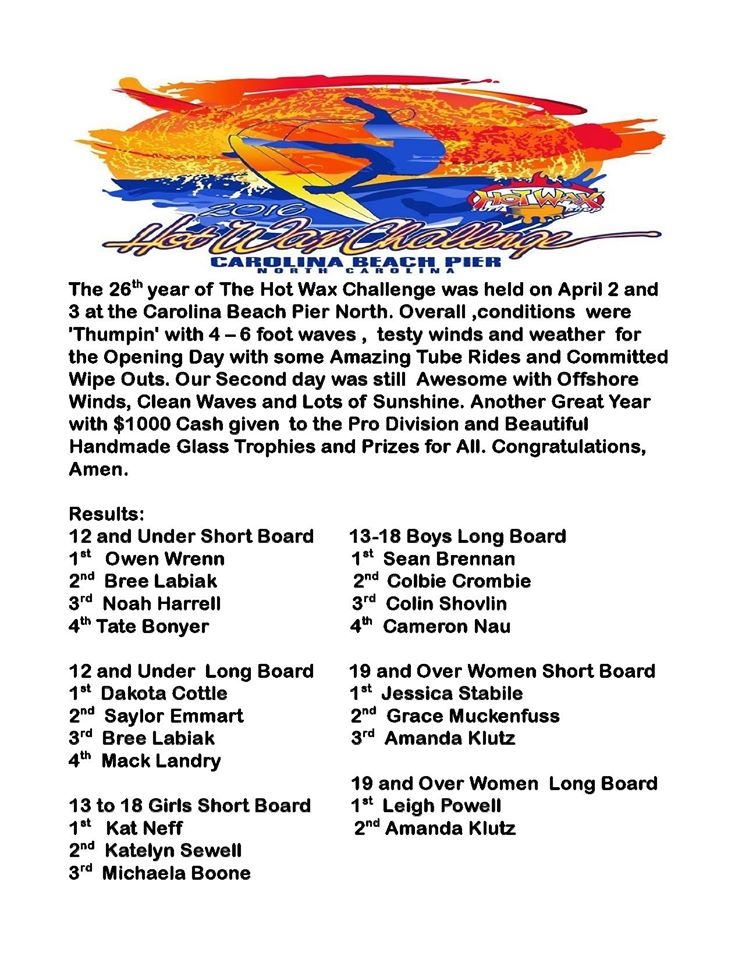 2016
HOT WAX
SURF SHOP
Hot Wax Challenge
CAROLINA BEACH PIER
NORTH CAROLINA
The 26th year of The Hot Wax Challenge was held on April 2 and
3 at the Carolina Beach Pier North. Overall ,conditions were
'Thumpin' with 4 – 6 foot waves , testy winds and weather for
the Opening Day with some Amazing Tube Rides and Committed
Wipe Outs. Our Second day was still Awesome with Offshore
Winds, Clean Waves and Lots of Sunshine. Another Great Year
with $1000 Cash given to the Pro Division and Beautiful
Handmade Glass Trophies and Prizes for All. Congratulations,
Amen.
Results:
12 and Under Short Board
1st Owen Wrenn
2nd Bree Labiak
3rd Noah Harrell
4th Tate Bonyer
12 and Under Long Board
1st Dakota Cottle
2nd Saylor Emmart
3rd Bree Labiak
4th Mack Landry
13 to 18 Girls Short Board
1st Kat Neff
2nd Katelyn Sewell
3rd Michaela Boone
13-18 Boys Long Board
1st Sean Brennan
2nd Colbie Crombie
3rd Colin Shovlin
4th Cameron Nau
19 and Over Women Short Board
1st Jessica Stabile
2nd Grace Muckenfuss
3rd Amanda Klutz
19 and Over Women Long Board
1st Leigh Powell
2nd Amanda Klutz